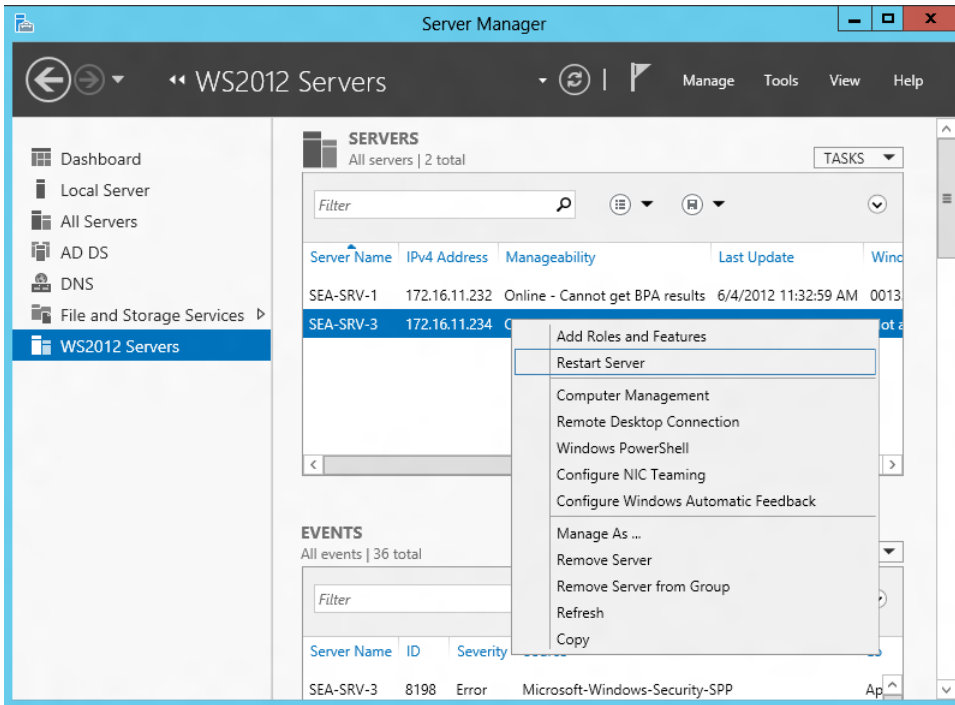 Server Manager
WS2012 Servers
Manage Tools View Help
Dashboard
Local Server
All Servers
AD DS
DNS
File and Storage Services
WS2012 Servers
SERVERS
All servers | 2 total
TASKS
Filter
Server Name IPv4 Address Manageability Last Update Winc
SEA-SRV-1 172.16.11.232 Online - Cannot get BPA results 6/4/2012 11:32:59 AM 0013
SEA-SRV-3 172.16.11.234
Add Roles and Features
Restart Server
Computer Management
Remote Desktop Connection
Windows PowerShell
Configure NIC Teaming
Configure Windows Automatic Feedback
Manage As ...
Remove Server
Remove Server from Group
Refresh
Copy
EVENTS
All events | 36 total
Filter
Server Name ID Severity
SEA-SRV-3 8198 Error Microsoft-Windows-Security-SPP Ap